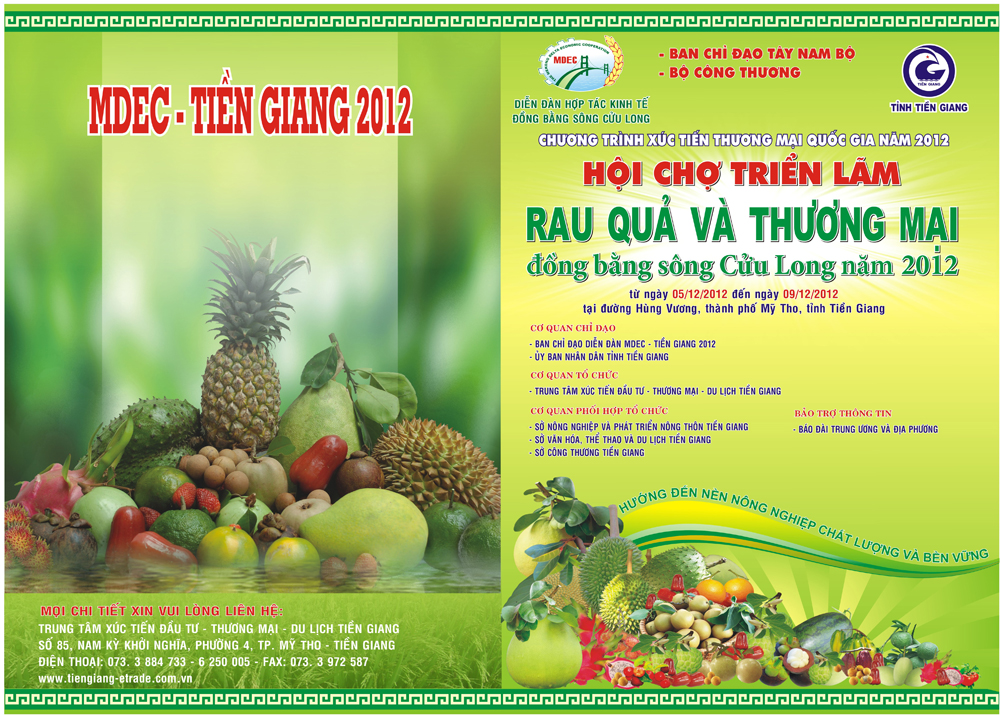 MDEC - TIỀN GIANG 2012
MỌI CHI TIẾT XIN VUI LÒNG LIÊN HỆ:
TRUNG TÂM XÚC TIẾN ĐẦU TƯ - THƯƠNG MẠI - DU LỊCH TIỀN GIANG
SỐ 85, NAM KỲ KHỞI NGHĨA, PHƯỜNG 4, TP. MỸ THO - TIỀN GIANG
ĐIỆN THOẠI: 073. 3 884 733 - 6 250 005 - FAX: 073. 3 972 587
www.tiengiang-etrade.com.vn
MEKONG DELTA ECONOMIC COOPERATION
MDEC
DIỄN ĐÀN HỢP TÁC KINH TẾ
ĐỒNG BẰNG SÔNG CỬU LONG
- BAN CHỈ ĐẠO TÂY NAM BỘ
- BỘ CÔNG THƯƠNG
TIỀN GIANG
TỈNH TIỀN GIANG
CHƯƠNG TRÌNH XÚC TIẾN THƯƠNG MẠI QUỐC GIA NĂM 2012
HỘI CHỢ TRIỂN LÃM
RAU QUẢ VÀ THƯƠNG MẠI
đồng bằng sông Cửu Long năm 2012
từ ngày 05/12/2012 đến ngày 09/12/2012
tại đường Hùng Vương, thành phố Mỹ Tho, tỉnh Tiền Giang
CƠ QUAN CHỈ ĐẠO
- BAN CHỈ ĐẠO DIỄN ĐÀN MDEC - TIỀN GIANG 2012
- ỦY BAN NHÂN DÂN TỈNH TIỀN GIANG
CƠ QUAN TỔ CHỨC
- TRUNG TÂM XÚC TIẾN ĐẦU TƯ - THƯƠNG MẠI - DU LỊCH TIỀN GIANG
CƠ QUAN PHỐI HỢP TỔ CHỨC
- SỞ NÔNG NGHIỆP VÀ PHÁT TRIỂN NÔNG THÔN TIỀN GIANG
- SỞ VĂN HÓA, THỂ THAO VÀ DU LỊCH TIỀN GIANG
- SỞ CÔNG THƯƠNG TIỀN GIANG
BẢO TRỢ THÔNG TIN
- BÁO ĐÀI TRUNG ƯƠNG VÀ ĐỊA PHƯƠNG
HƯỚNG ĐẾN NỀN NÔNG NGHIỆP CHẤT LƯỢNG VÀ BỀN VỮNG